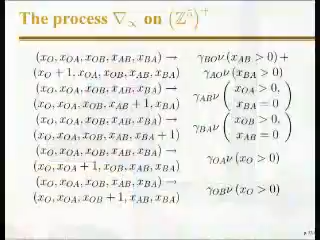 The process ∇_∞ on (ℤ^5)^+
(x_O, x_OA, x_OB, x_AB, x_BA) → γ_BO ν (x_AB > 0) +
(x_O + 1, x_OA, x_OB, x_AB, x_BA) γ_AO ν (x_BA > 0)
(x_O, x_OA, x_OB, x_AB, x_BA) → γ_AB ν ( x_OA > 0,
(x_O, x_OA, x_OB, x_AB + 1, x_BA) x_BA = 0 )
(x_O, x_OA, x_OB, x_AB, x_BA) → γ_BA ν ( x_OB > 0,
(x_O, x_OA, x_OB, x_AB, x_BA + 1) x_AB = 0 )
(x_O, x_OA, x_OB, x_AB, x_BA) → γ_OA ν (x_O > 0)
(x_O, x_OA + 1, x_OB, x_AB, x_BA)
(x_O, x_OA, x_OB, x_AB, x_BA) → γ_OB ν (x_O > 0)
(x_O, x_OA, x_OB + 1, x_AB, x_BA)